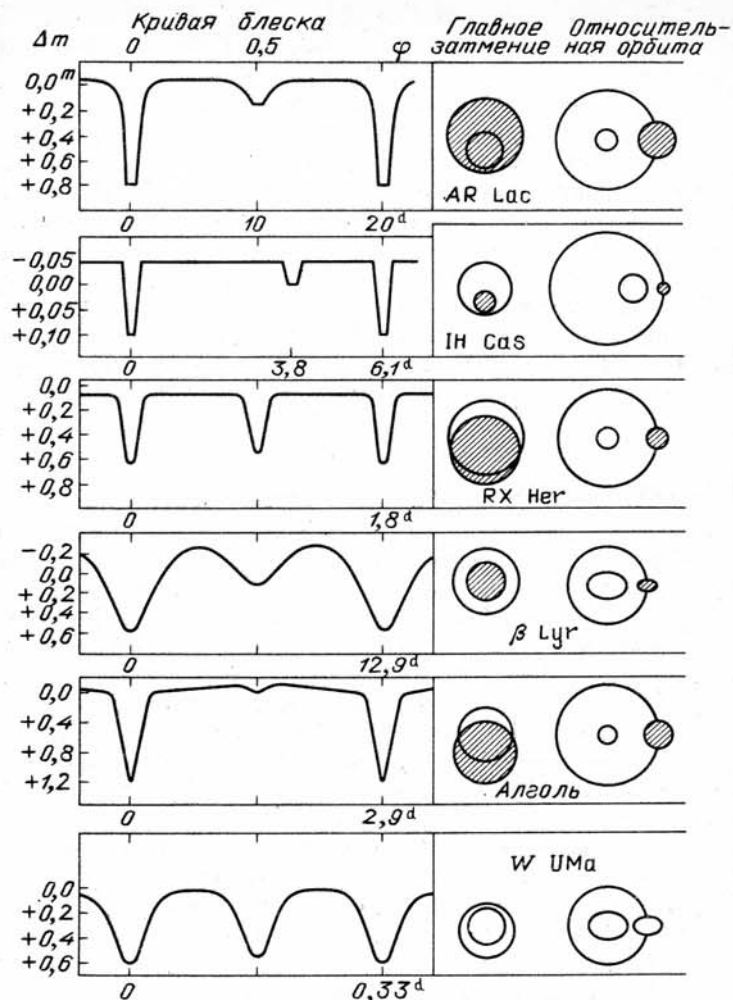 Кривая блеска
Главное затмение
Относитель-
ная орбита
Δm
0 0,5 φ
0,0ᵐ
+0,2
+0,4
+0,6
+0,8
0 10 20ᵈ
AR Lac
-0,05
0,00
+0,05
+0,10
0 3,8 6,1ᵈ
IH Cas
0,0
+0,2
+0,4
+0,6
+0,8
0 1,8ᵈ
RX Her
-0,2
0,0
+0,2
+0,4
+0,6
0 12,9ᵈ
β Lyr
0,0
+0,4
+0,8
+1,2
0 2,9ᵈ
Алголь
W UMa
0,0
+0,2
+0,4
+0,6
0 0,33ᵈ